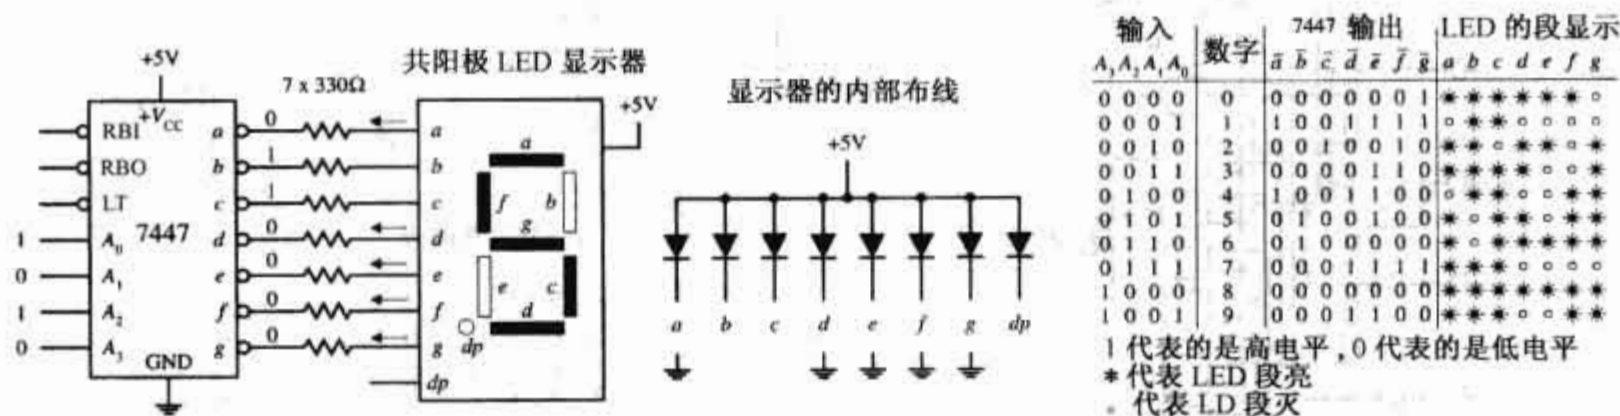 +5V
+V_CC
RBI
RBO
LT
7447
1 A₀
0 A₁
1 A₂
0 A₃
GND
a 0
b 1
c 1
d 0
e 0
f 0
g 0
7 x 330Ω
共阳极 LED 显示器
+5V
a
b
c
d
e
f
g
dp
a
f b
g
e c
d
dp
显示器的内部布线
+5V
a b c d e f g dp
输入 数字 7447 输出 LED 的段显示
A₃ A₂ A₁ A₀ a̅ b̅ c̅ d̅ e̅ f̅ g̅ a b c d e f g
0 0 0 0 0 0 0 0 0 0 0 1 * * * * * * ○
0 0 0 1 1 1 0 0 1 1 1 1 ○ * * ○ ○ ○ ○
0 0 1 0 2 0 0 1 0 0 1 0 * * ○ * * ○ *
0 0 1 1 3 0 0 0 0 1 1 0 * * * * ○ ○ *
0 1 0 0 4 1 0 0 1 1 0 0 ○ * * ○ ○ * *
0 1 0 1 5 0 1 0 0 1 0 0 * ○ * * ○ * *
0 1 1 0 6 0 1 0 0 0 0 0 * ○ * * * * *
0 1 1 1 7 0 0 0 1 1 1 1 * * * ○ ○ ○ ○
1 0 0 0 8 0 0 0 0 0 0 0 * * * * * * *
1 0 0 1 9 0 0 0 1 1 0 0 * * * ○ ○ * *
1 代表的是高电平,0 代表的是低电平
* 代表 LED 段亮
。代表 LD 段灭